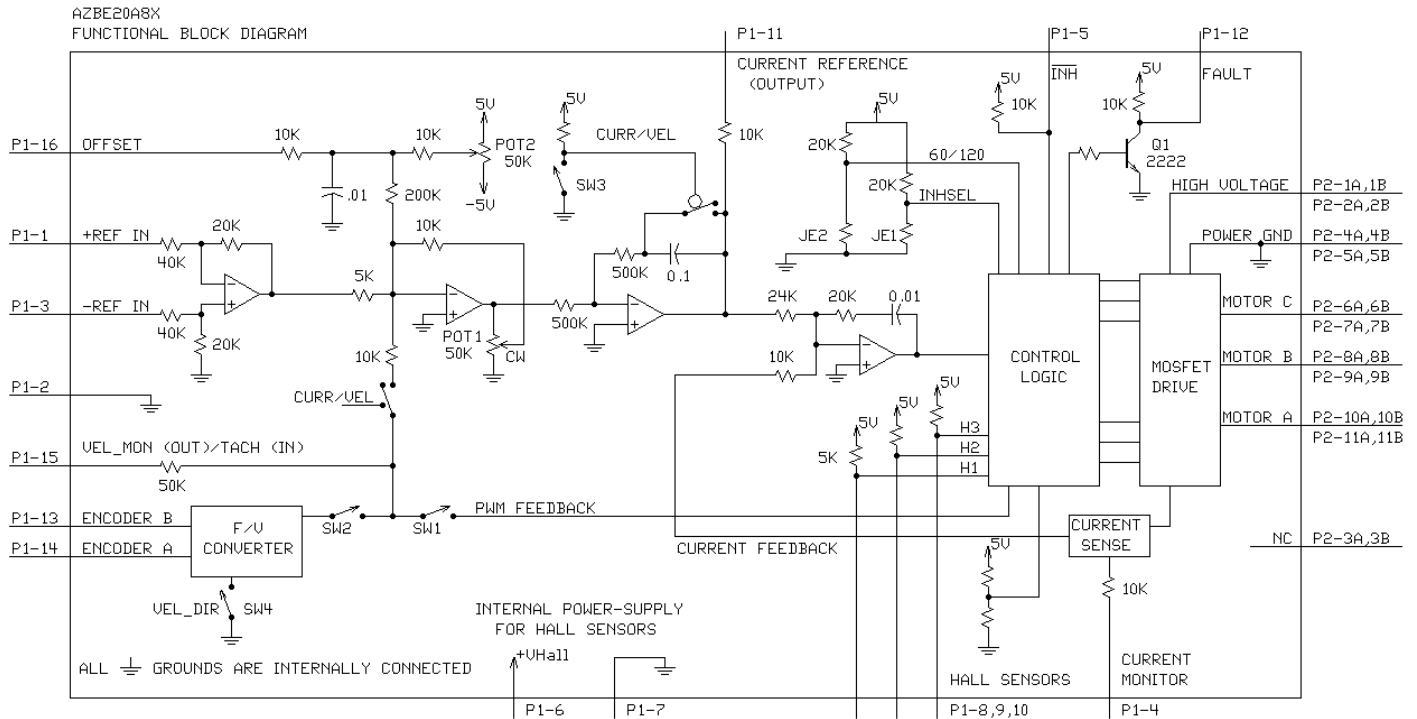 AZBE20A8X
FUNCTIONAL BLOCK DIAGRAM
P1-11
P1-5
P1-12
CURRENT REFERENCE
(OUTPUT)
5V
INH
10K
5V
FAULT
10K
Q1
2222
P1-16
OFFSET
10K
10K
5V
POT2
50K
-5V
.01
200K
5V
CURR/VEL
SW3
10K
5V
20K
60/120
20K
INHSEL
JE2
JE1
HIGH VOLTAGE
P2-1A,1B
P2-2A,2B
POWER GND
P2-4A,4B
P2-5A,5B
P1-1
+REF IN
20K
40K
10K
5K
500K
0.1
P1-3
-REF IN
40K
20K
POT1
50K
CW
500K
24K
20K
0.01
10K
CONTROL
LOGIC
MOSFET
DRIVE
MOTOR C
P2-6A,6B
P2-7A,7B
MOTOR B
P2-8A,8B
P2-9A,9B
MOTOR A
P2-10A,10B
P2-11A,11B
P1-2
10K
CURR/VEL
5V
5V
5V
H3
H2
H1
5K
P1-15
VEL_MON (OUT)/TACH (IN)
50K
P1-13
ENCODER B
P1-14
ENCODER A
F/V
CONVERTER
SW2
SW1
PWM FEEDBACK
CURRENT FEEDBACK
CURRENT
SENSE
NC
P2-3A,3B
5V
10K
VEL_DIR
SW4
INTERNAL POWER-SUPPLY
FOR HALL SENSORS
ALL GROUNDS ARE INTERNALLY CONNECTED
+VHall
HALL SENSORS
CURRENT
MONITOR
P1-6
P1-7
P1-8,9,10
P1-4